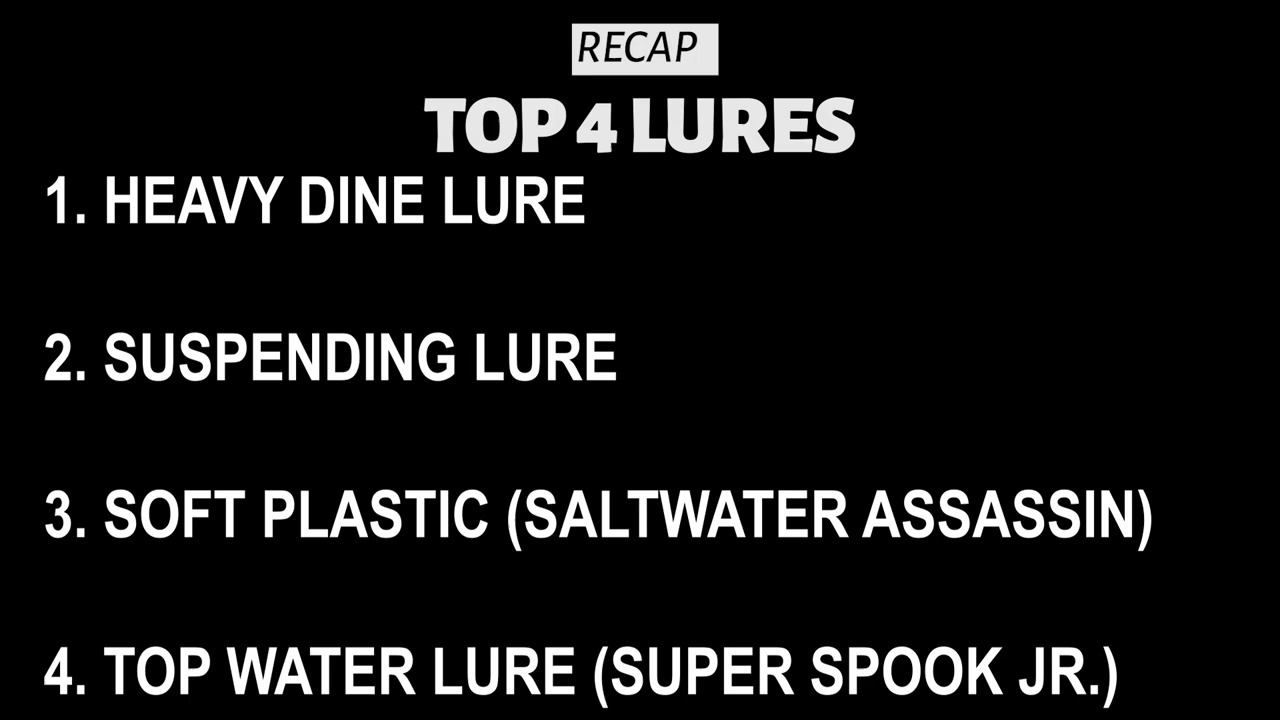 RECAP
TOP 4 LURES
1. HEAVY DINE LURE
2. SUSPENDING LURE
3. SOFT PLASTIC (SALTWATER ASSASSIN)
4. TOP WATER LURE (SUPER SPOOK JR.)